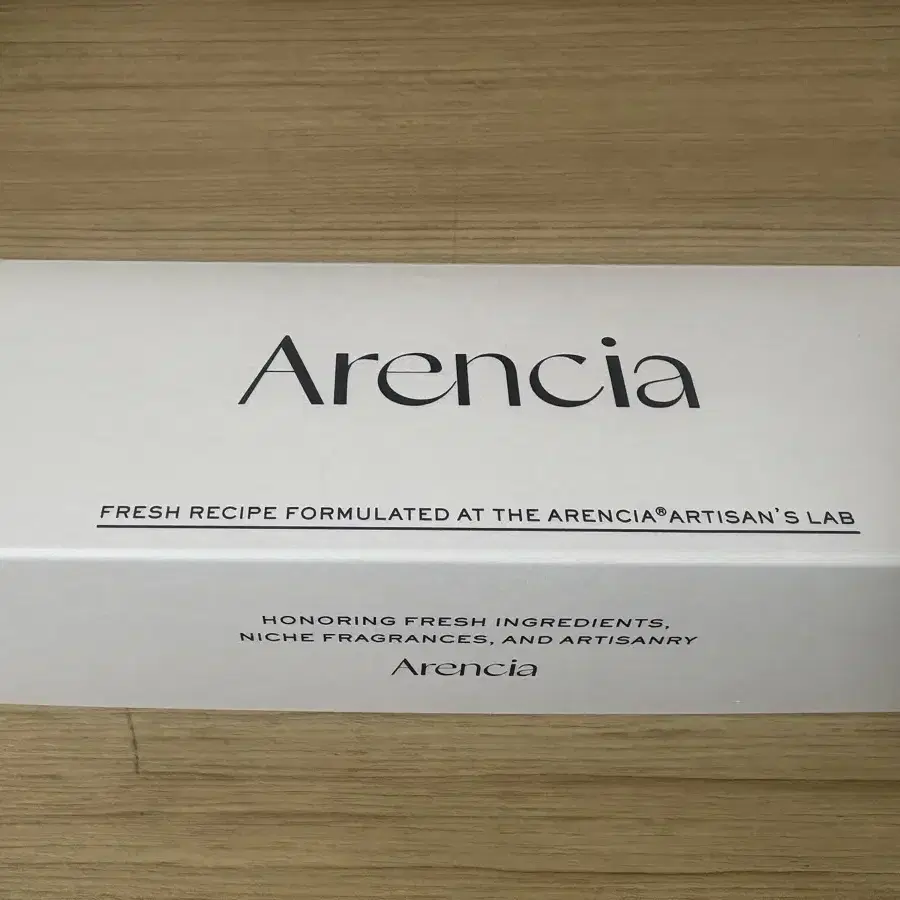 Arencia
FRESH RECIPE FORMULATED AT THE ARENCIA® ARTISAN'S LAB
HONORING FRESH INGREDIENTS,
NICHE FRAGRANCES, AND ARTISANRY
Arencia